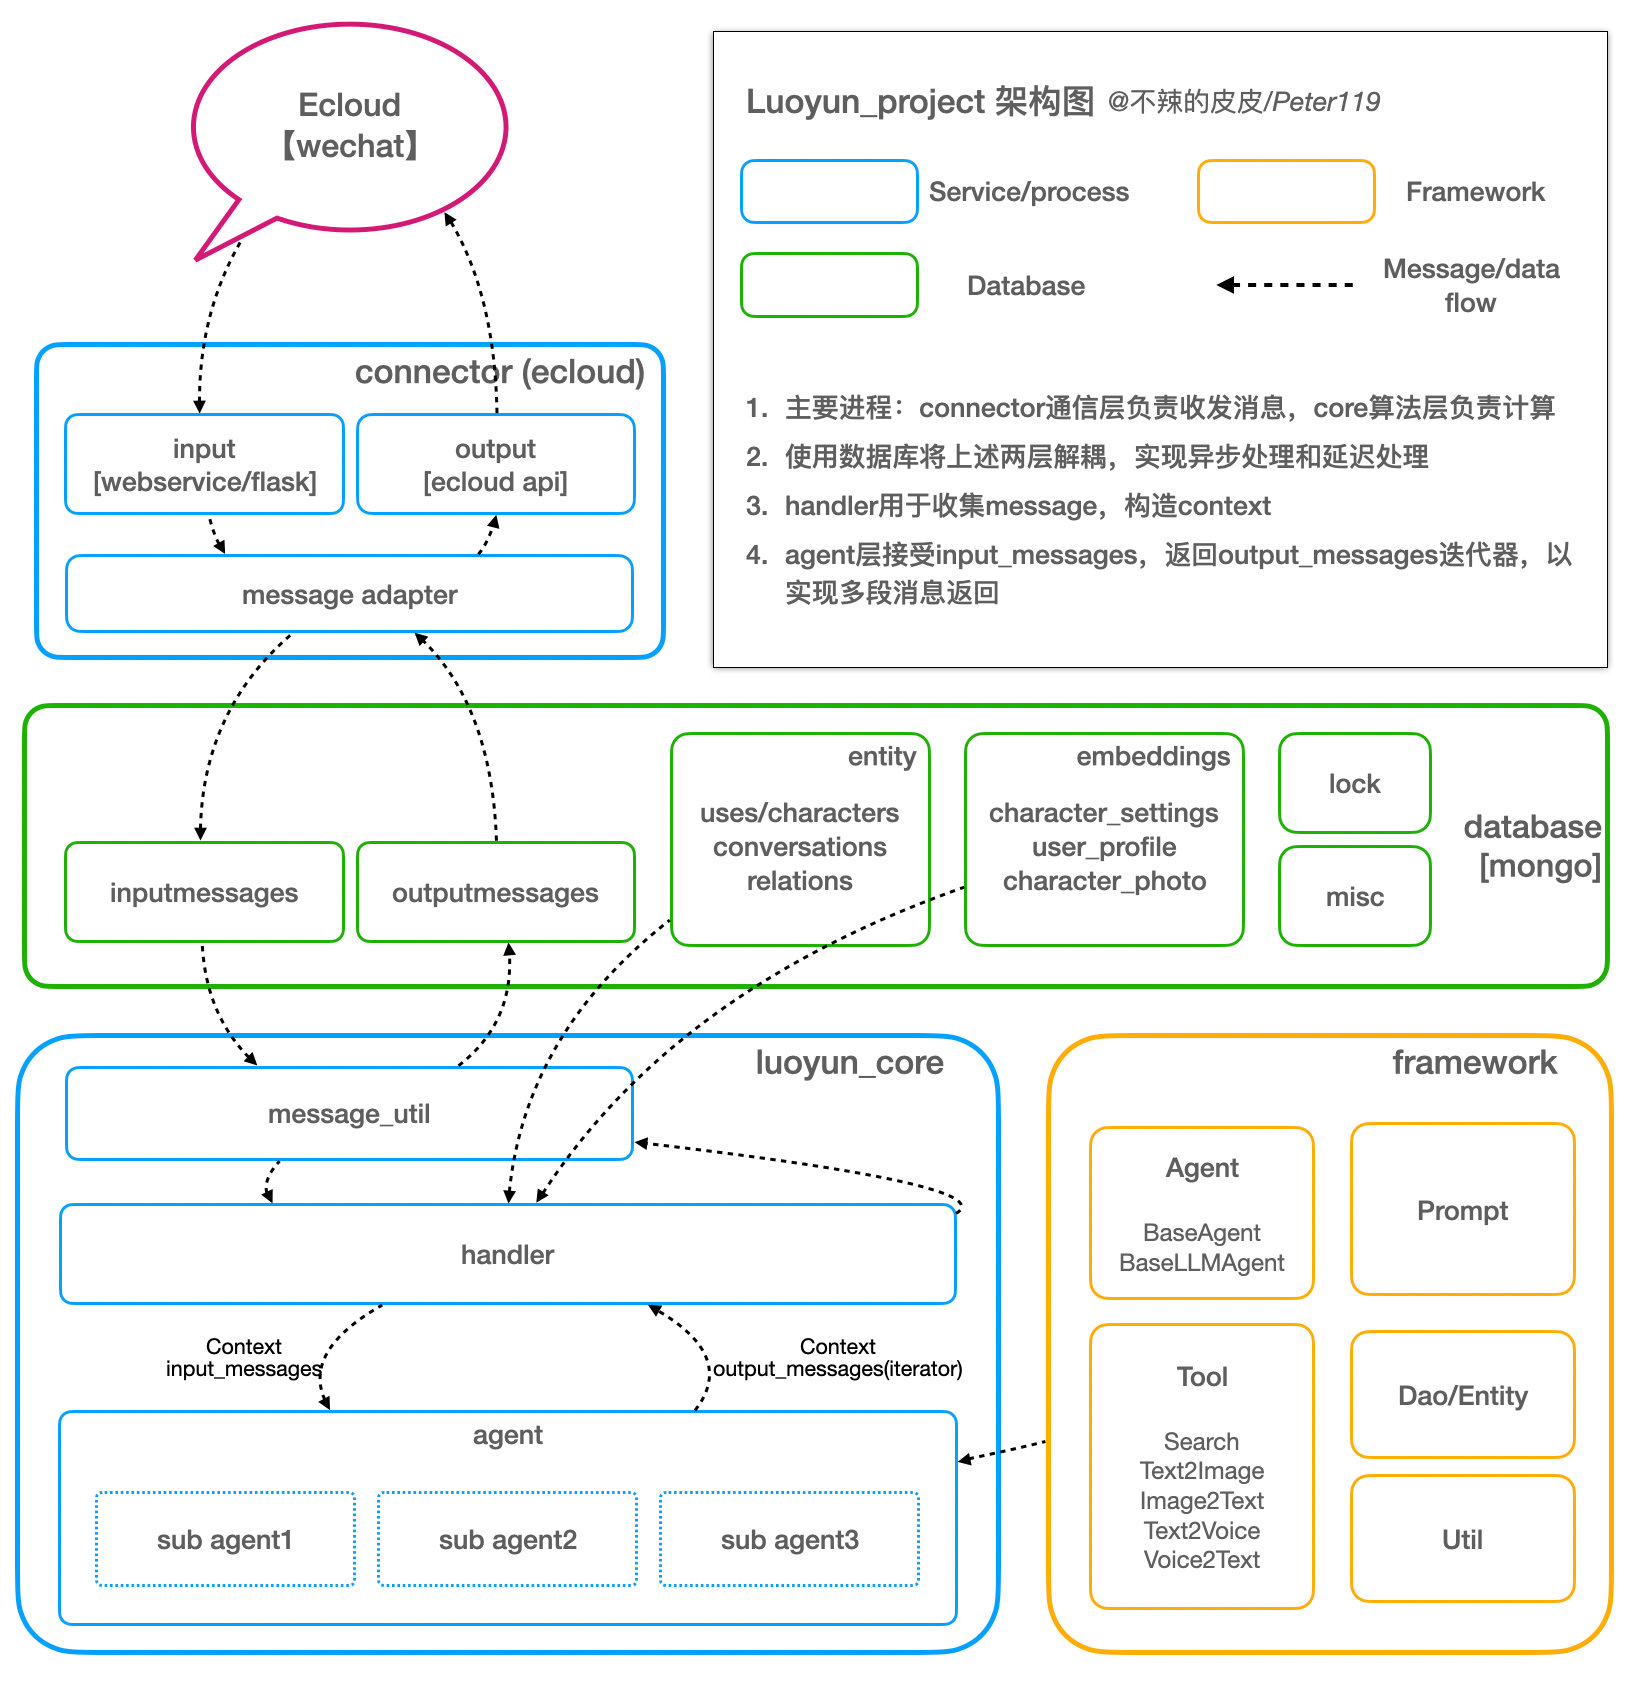 Ecloud
【wechat】
Luoyun_project 架构图 @不辣的皮皮/Peter119
Service/process
Framework
Database
Message/data
flow
1. 主要进程：connector通信层负责收发消息，core算法层负责计算
2. 使用数据库将上述两层解耦，实现异步处理和延迟处理
3. handler用于收集message，构造context
4. agent层接受input_messages，返回output_messages迭代器，以
实现多段消息返回
connector (ecloud)
input
[webservice/flask]
output
[ecloud api]
message adapter
inputmessages
outputmessages
entity
uses/characters
conversations
relations
embeddings
character_settings
user_profile
character_photo
lock
misc
database
[mongo]
luoyun_core
message_util
handler
Context
input_messages
Context
output_messages(iterator)
agent
sub agent1
sub agent2
sub agent3
framework
Agent
BaseAgent
BaseLLMAgent
Prompt
Tool
Search
Text2Image
Image2Text
Text2Voice
Voice2Text
Dao/Entity
Util